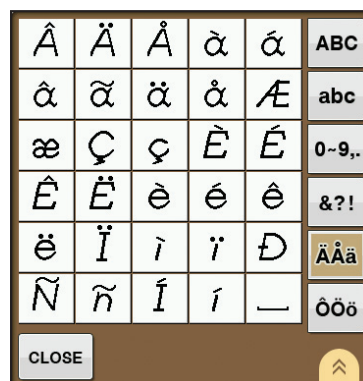 Â Ä Å à á ABC
â ã ä å Æ abc
æ Ç ç È É 0~9,.
Ê Ë è é ê &?!
ë Ï ì ï Ð ÄÅä
Ñ ñ Í í _ ÔÖö
CLOSE